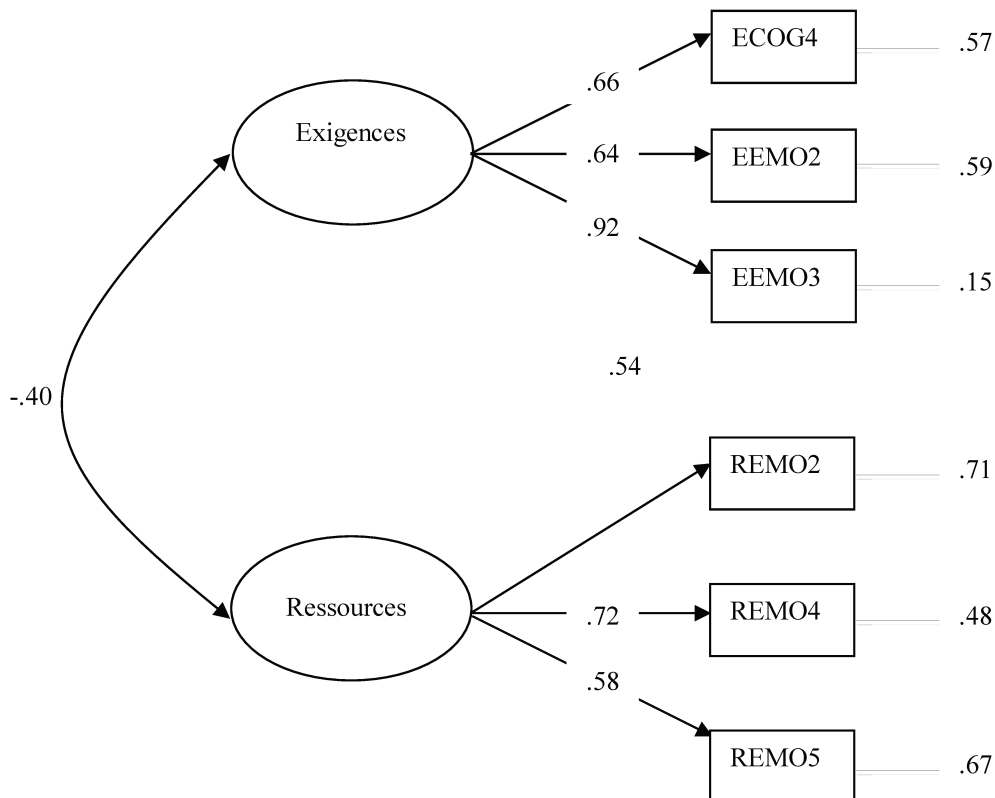 ECOG4
.57
.66
Exigences
.64
EEMO2
.59
.92
EEMO3
.15
.54
-.40
REMO2
.71
Ressources
.72
REMO4
.48
.58
REMO5
.67